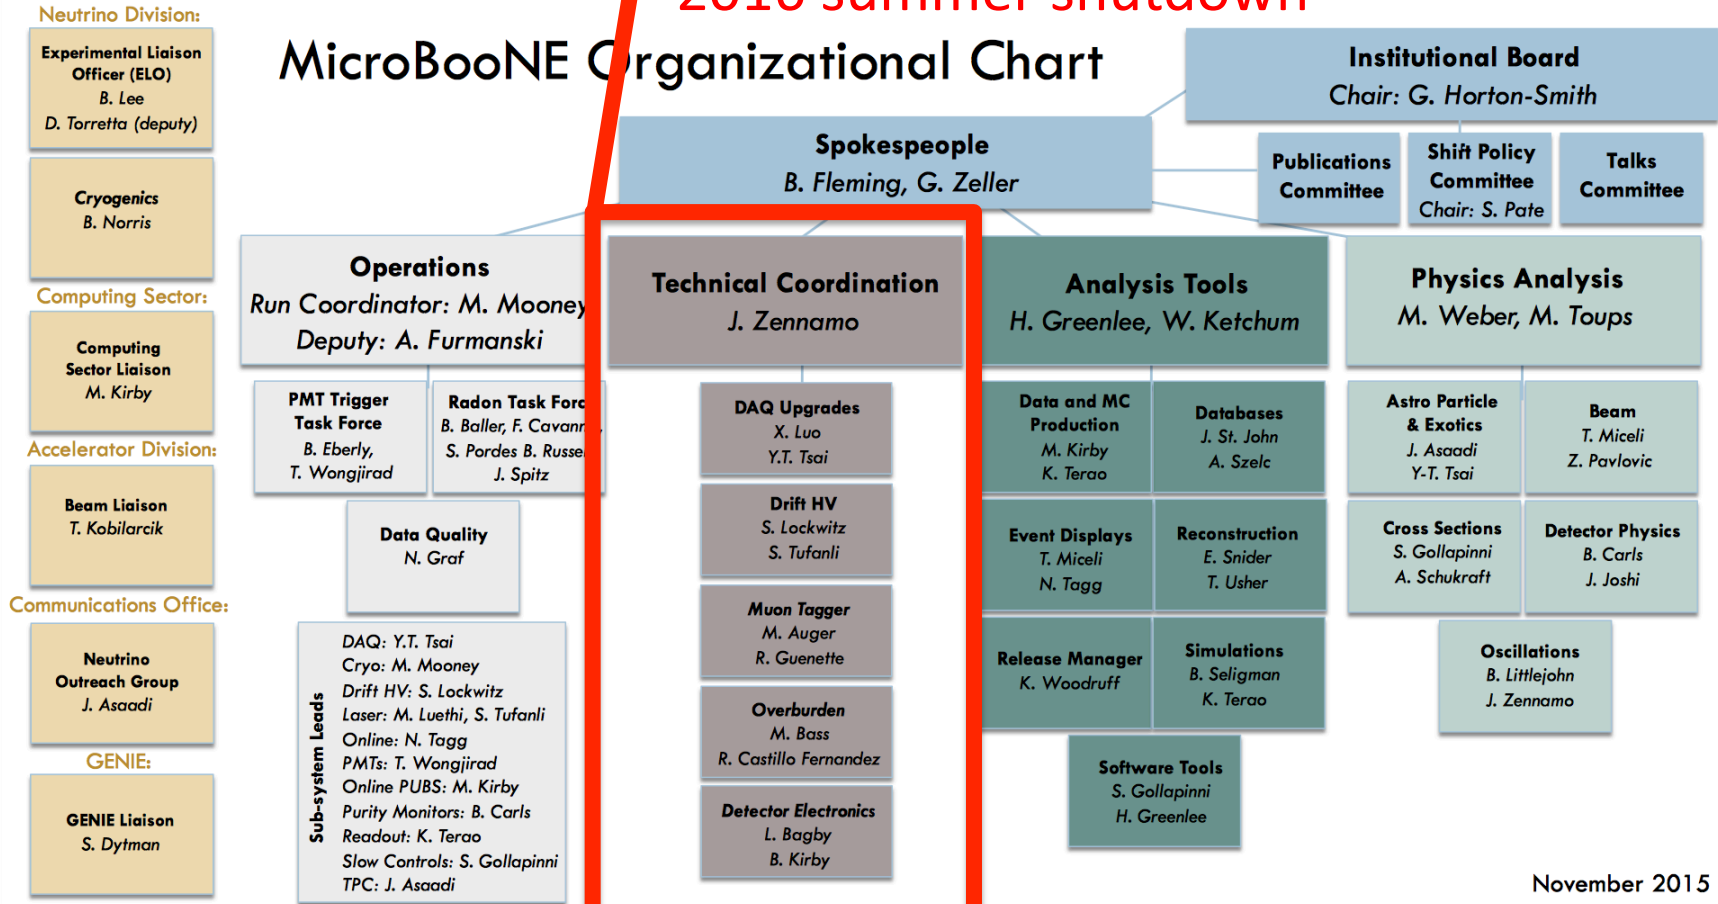 2016 summer shutdown
MicroBooNE Organizational Chart
Neutrino Division:
Experimental Liaison
Officer (ELO)
B. Lee
D. Torretta (deputy)
Cryogenics
B. Norris
Computing Sector:
Computing
Sector Liaison
M. Kirby
Accelerator Division:
Beam Liaison
T. Kobilarcik
Communications Office:
Neutrino
Outreach Group
J. Asaadi
GENIE:
GENIE Liaison
S. Dytman
Institutional Board
Chair: G. Horton-Smith
Spokespeople
B. Fleming, G. Zeller
Publications
Committee
Shift Policy
Committee
Chair: S. Pate
Talks
Committee
Operations
Run Coordinator: M. Mooney
Deputy: A. Furmanski
PMT Trigger
Task Force
B. Eberly,
T. Wongjirad
Radon Task Forc
B. Baller, F. Cavann,
S. Pordes B. Russe
J. Spitz
Data Quality
N. Graf
Sub-system Leads
DAQ: Y.T. Tsai
Cryo: M. Mooney
Drift HV: S. Lockwitz
Laser: M. Luethi, S. Tufanli
Online: N. Tagg
PMTs: T. Wongjirad
Online PUBS: M. Kirby
Purity Monitors: B. Carls
Readout: K. Terao
Slow Controls: S. Gollapinni
TPC: J. Asaadi
Technical Coordination
J. Zennamo
DAQ Upgrades
X. Luo
Y.T. Tsai
Drift HV
S. Lockwitz
S. Tufanli
Muon Tagger
M. Auger
R. Guenette
Overburden
M. Bass
R. Castillo Fernandez
Detector Electronics
L. Bagby
B. Kirby
Analysis Tools
H. Greenlee, W. Ketchum
Data and MC
Production
M. Kirby
K. Terao
Databases
J. St. John
A. Szelc
Event Displays
T. Miceli
N. Tagg
Reconstruction
E. Snider
T. Usher
Release Manager
K. Woodruff
Simulations
B. Seligman
K. Terao
Software Tools
S. Gollapinni
H. Greenlee
Physics Analysis
M. Weber, M. Toups
Astro Particle
& Exotics
J. Asaadi
Y-T. Tsai
Beam
T. Miceli
Z. Pavlovic
Cross Sections
S. Gollapinni
A. Schukraft
Detector Physics
B. Carls
J. Joshi
Oscillations
B. Littlejohn
J. Zennamo
November 2015